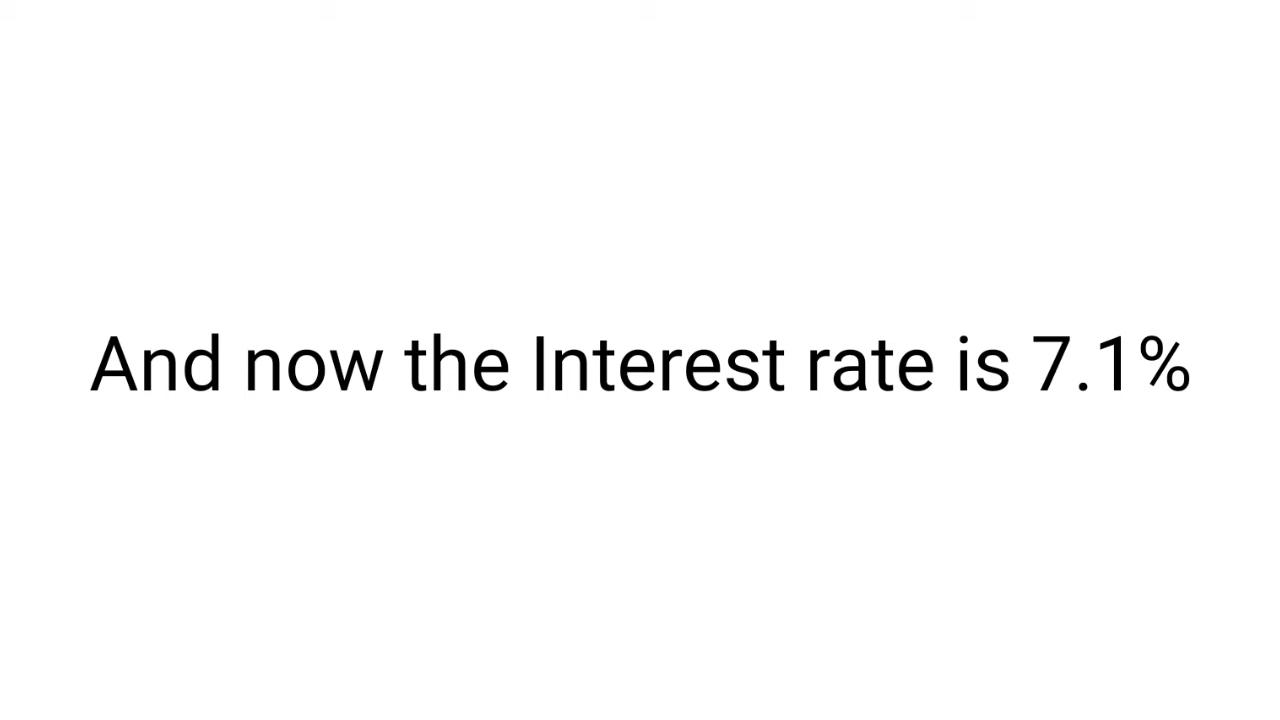 And now the Interest rate is 7.1%